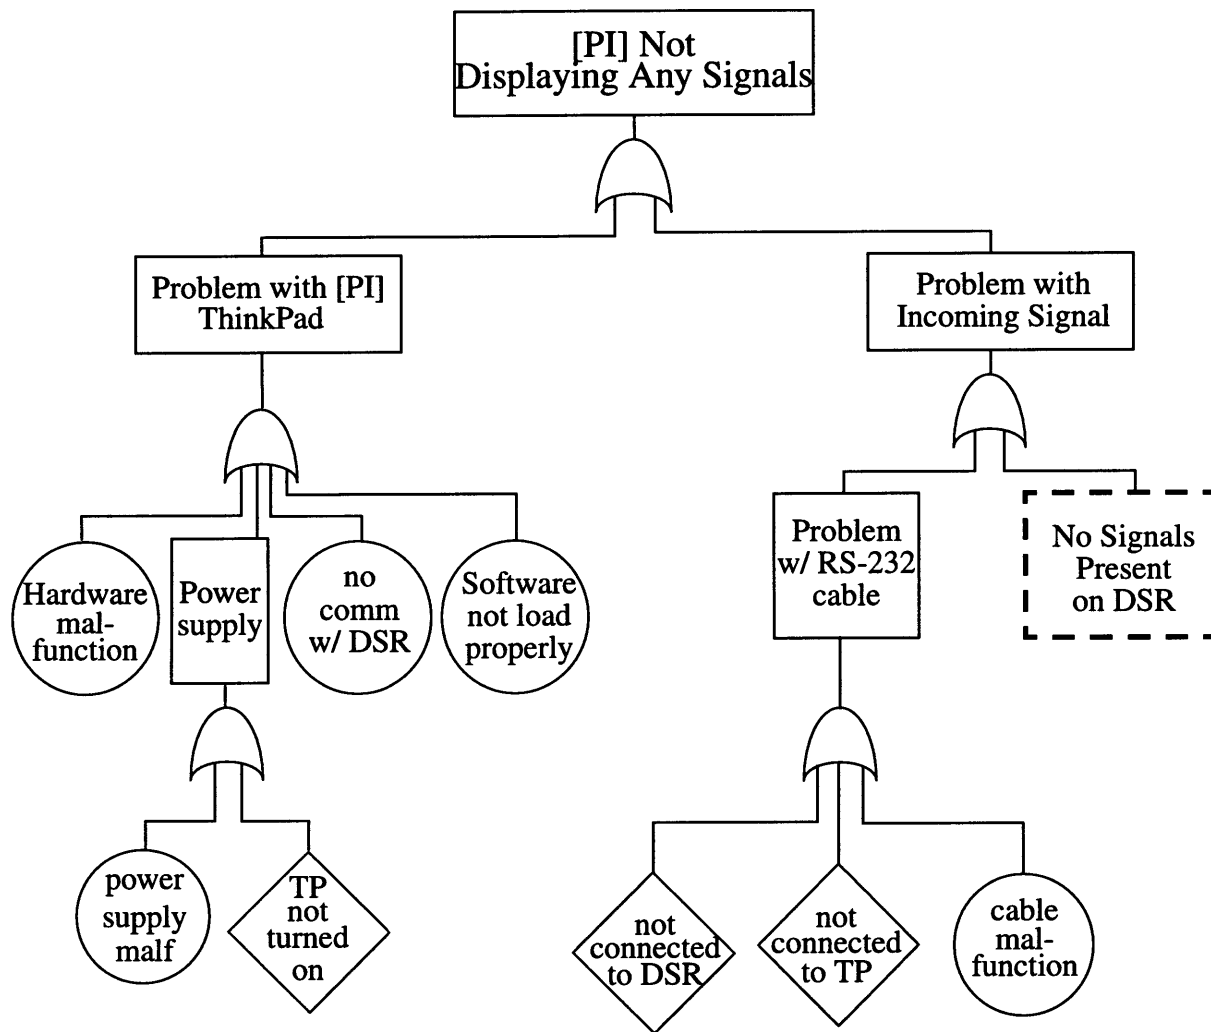 [PI] Not
Displaying Any Signals
Problem with [PI]
ThinkPad
Problem with
Incoming Signal
Hardware
mal-
function
Power
supply
no
comm
w/ DSR
Software
not load
properly
Problem
w/ RS-232
cable
No Signals
Present
on DSR
power
supply
malf
TP
not
turned
on
not
connected
to DSR
not
connected
to TP
cable
mal-
function